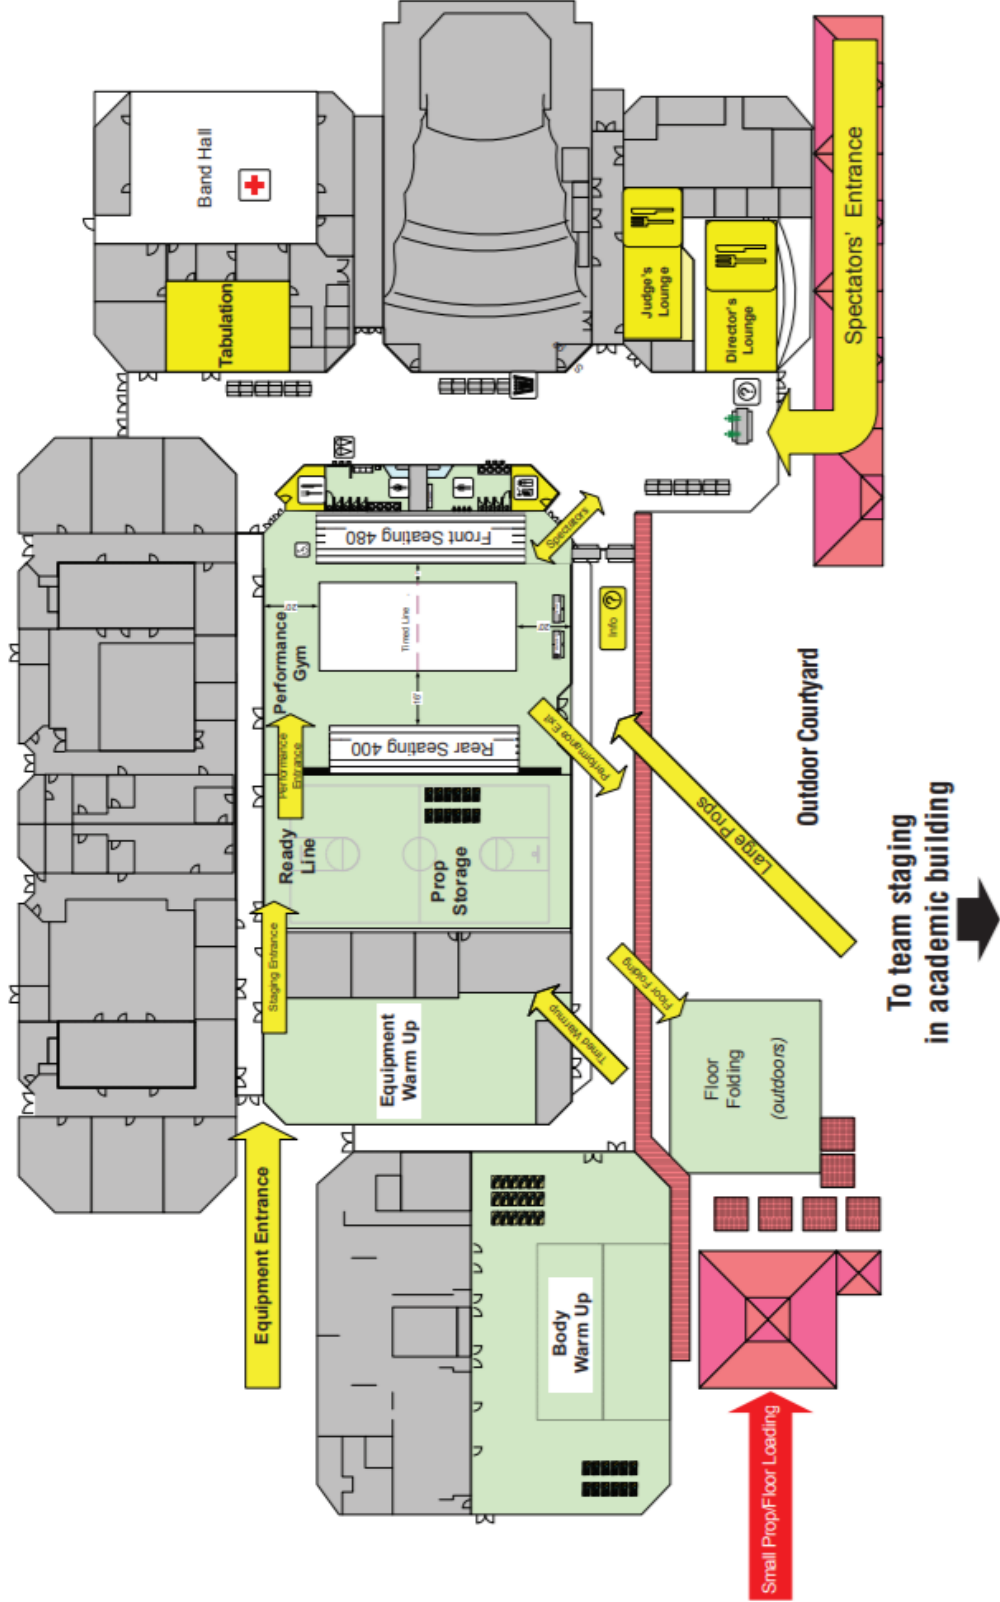 Band Hall
Tabulation
Judge's
Lounge
Director's
Lounge
Spectators' Entrance
Front Seating 480
Spectators
20'
Timed Line
20'
16'
Info
Performance
Gym
Rear Seating 400
Performance
Entrance
Performance Exit
Ready
Line
Prop
Storage
Large Props
Outdoor Courtyard
To team staging
in academic building
Staging Entrance
Floor Folding
Timed Warmup
Equipment
Warm Up
Floor
Folding
(outdoors)
Equipment Entrance
Body
Warm Up
Small Prop/Floor Loading